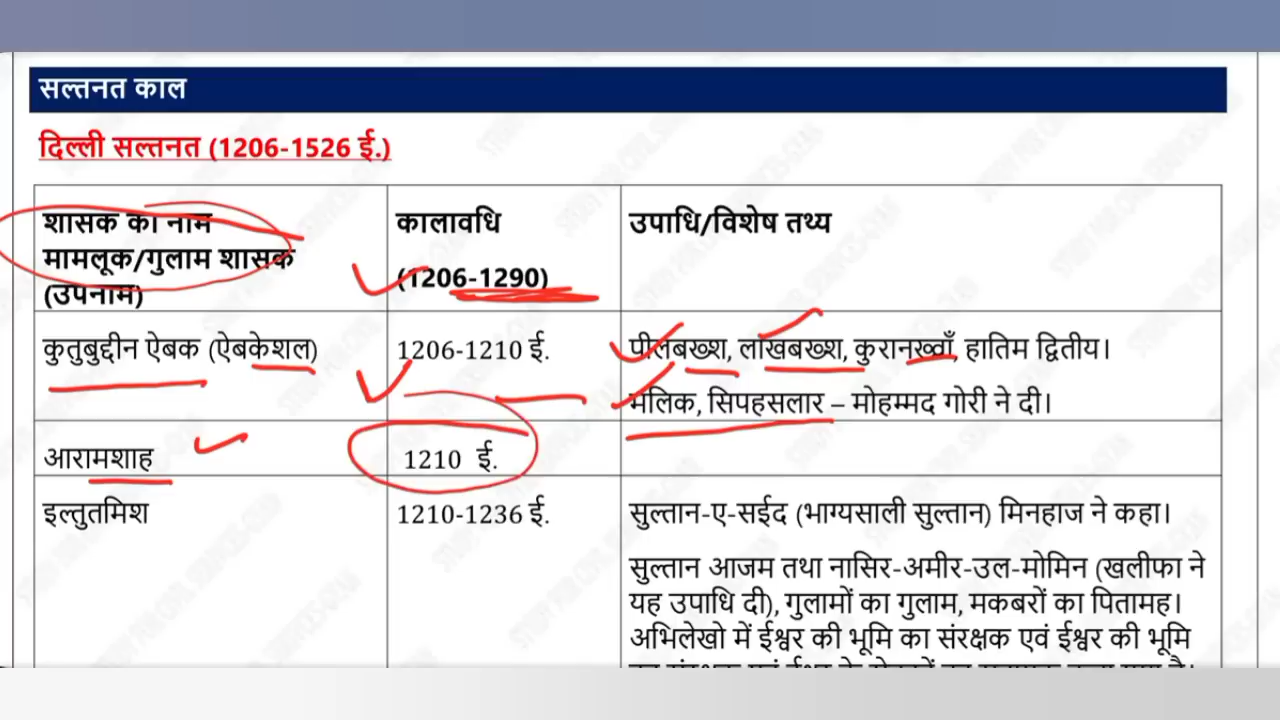 सल्तनत काल
दिल्ली सल्तनत (1206-1526 ई.)
शासक का नाम
मामलूक/गुलाम शासक
(उपनाम)
कालावधि
(1206-1290)
उपाधि/विशेष तथ्य
कुतुबुद्दीन ऐबक (ऐबकेशल)
1206-1210 ई.
पीलबख्श, लाखबख्श, कुरानख्वाँ, हातिम द्वितीय।
मलिक, सिपहसलार – मोहम्मद गोरी ने दी।
आरामशाह
1210 ई.
इल्तुतमिश
1210-1236 ई.
सुल्तान-ए-सईद (भाग्यसाली सुल्तान) मिनहाज ने कहा।
सुल्तान आजम तथा नासिर-अमीर-उल-मोमिन (खलीफा ने
यह उपाधि दी), गुलामों का गुलाम, मकबरों का पितामह।
अभिलेखो में ईश्वर की भूमि का संरक्षक एवं ईश्वर की भूमि